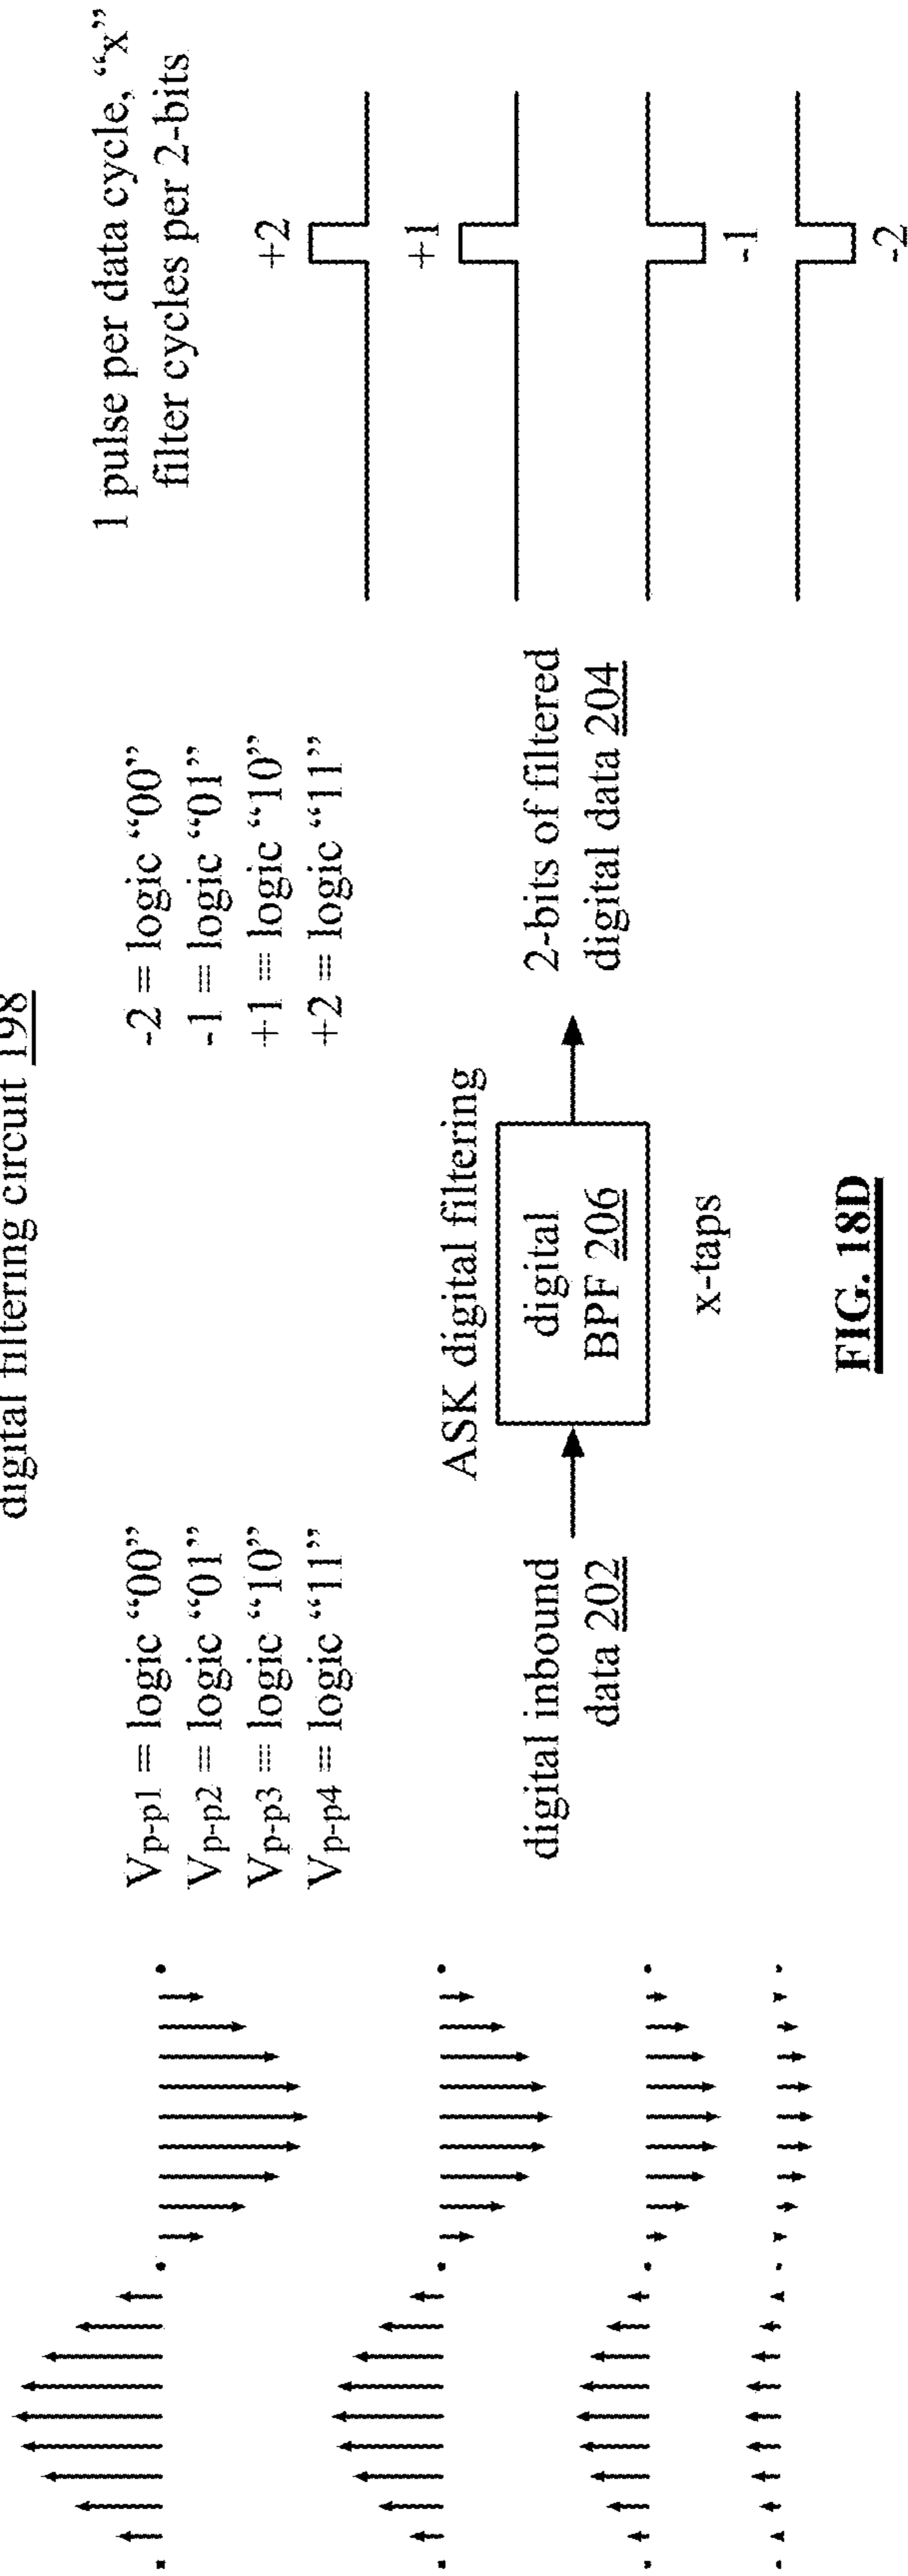 digital filtering circuit 198
Vp-p1 = logic “00”
Vp-p2 = logic “01”
Vp-p3 = logic “10”
Vp-p4 = logic “11”
-2 = logic “00”
-1 = logic “01”
+1 = logic “10”
+2 = logic “11”
1 pulse per data cycle, “x”
filter cycles per 2-bits
+2
+1
-1
-2
ASK digital filtering
digital inbound
data 202
digital
BPF 206
2-bits of filtered
digital data 204
x-taps
FIG. 18D